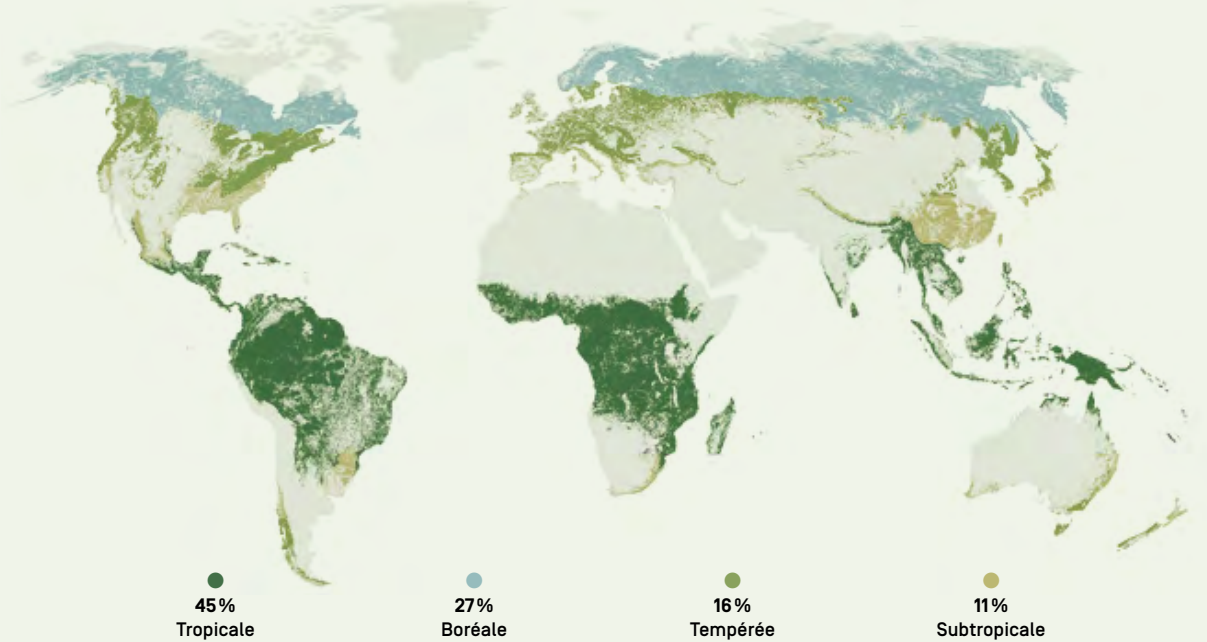 45 %
Tropicale
27 %
Boréale
16 %
Tempérée
11 %
Subtropicale